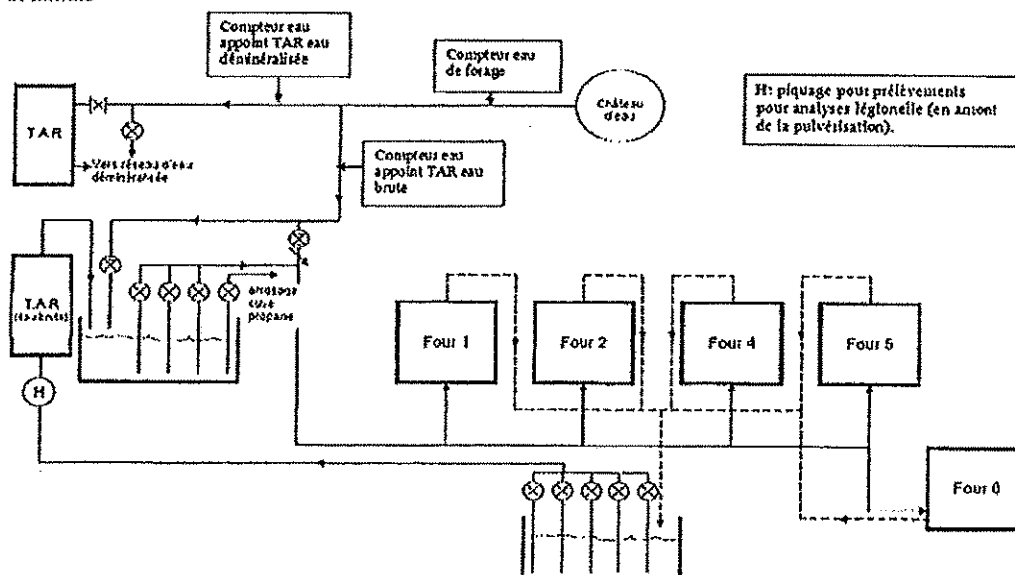 Compteur eau
appoint TAR eau
déminéralisée
Compteur eau
de forage
Château
d'eau
H: piquage pour prélèvements
pour analyses légionelle (en amont
de la pulvérisation).
TAR
Vers réseau d'eau
déminéralisée
Compteur eau
appoint TAR eau
brute
TAR
arrosage
cuve
propane
Four 1
Four 2
Four 4
Four 5
H
Four 0